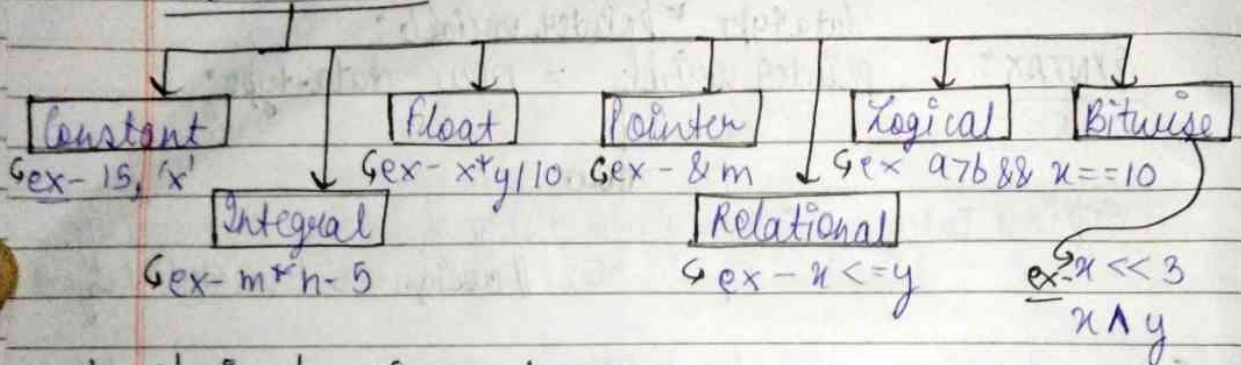 Constant Float Pointer Logical Bitwise
ex - 15, 'x' ex - x*y/10 ex - &m ex a>b && x==10
Integral Relational
ex - m*n-5 ex - x<=y ex - x<<3
x ∧ y